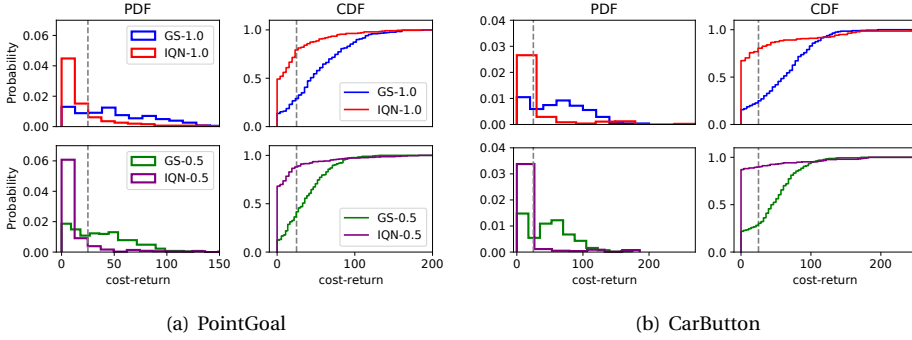 PDF
CDF
PDF
CDF
Probability
0.06
0.04
0.02
0.00
GS-1.0
IQN-1.0
1.0
0.5
0.0
GS-1.0
IQN-1.0
0.04
0.03
0.01
0.00
1.0
0.5
0.0
Probability
0.06
0.04
0.02
0.00
GS-0.5
IQN-0.5
0 50 100 150
cost-return
1.0
0.5
0.0
GS-0.5
IQN-0.5
0 100 200
cost-return
0.04
0.03
0.01
0.00
0 100 200
cost-return
1.0
0.5
0.0
0 100 200
cost-return
(a) PointGoal
(b) CarButton